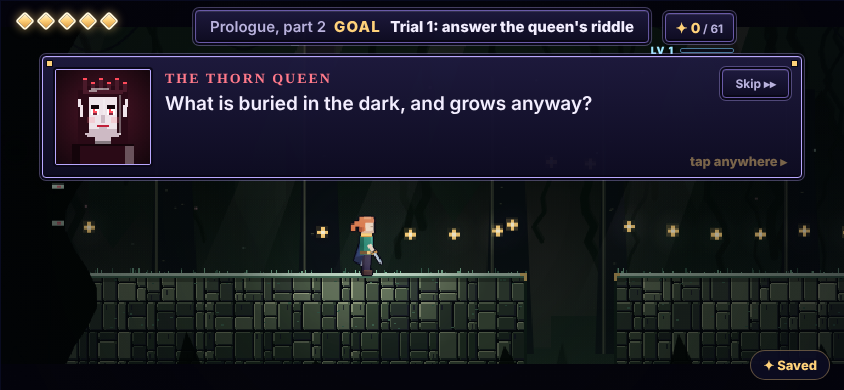 Prologue, part 2 GOAL Trial 1: answer the queen's riddle
✦ 0 / 61
LV 1
THE THORN QUEEN
Skip ▸▸
What is buried in the dark, and grows anyway?
tap anywhere ▸
✦ Saved